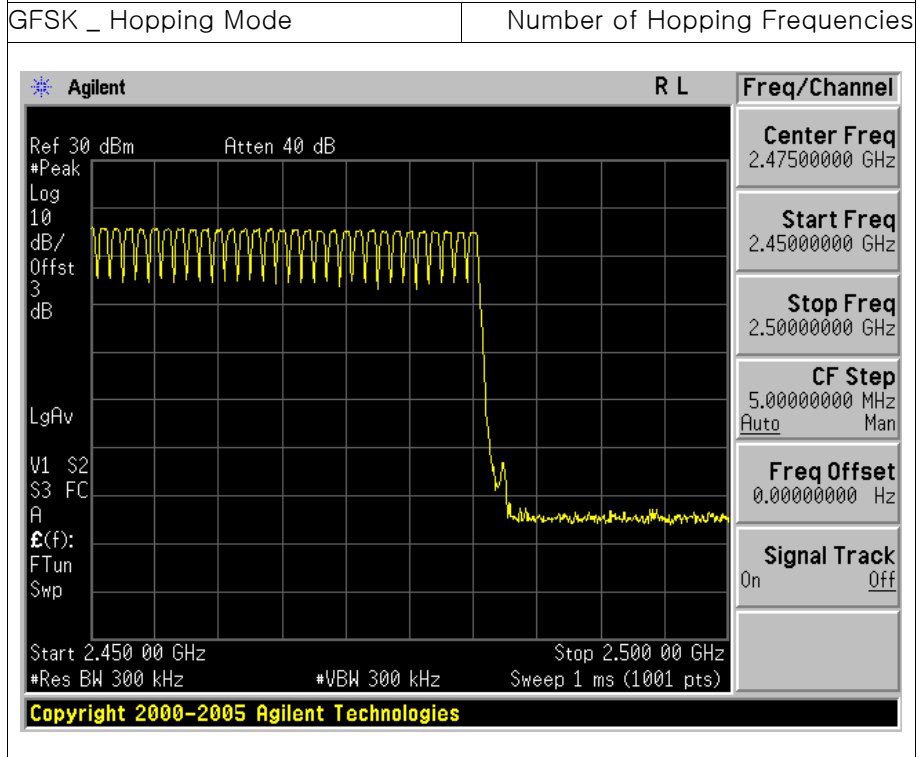 GFSK _ Hopping Mode Number of Hopping Frequencies
Agilent R L Freq/Channel
Ref 30 dBm Atten 40 dB
#Peak
Log
10
dB/
Offst
3
dB
LgAv
V1 S2
S3 FC
A
£(f):
FTun
Swp
Start 2.450 00 GHz Stop 2.500 00 GHz
#Res BW 300 kHz #VBW 300 kHz Sweep 1 ms (1001 pts)
Copyright 2000-2005 Agilent Technologies
Center Freq
2.47500000 GHz
Start Freq
2.45000000 GHz
Stop Freq
2.50000000 GHz
CF Step
5.00000000 MHz
Auto Man
Freq Offset
0.00000000 Hz
Signal Track
On Off